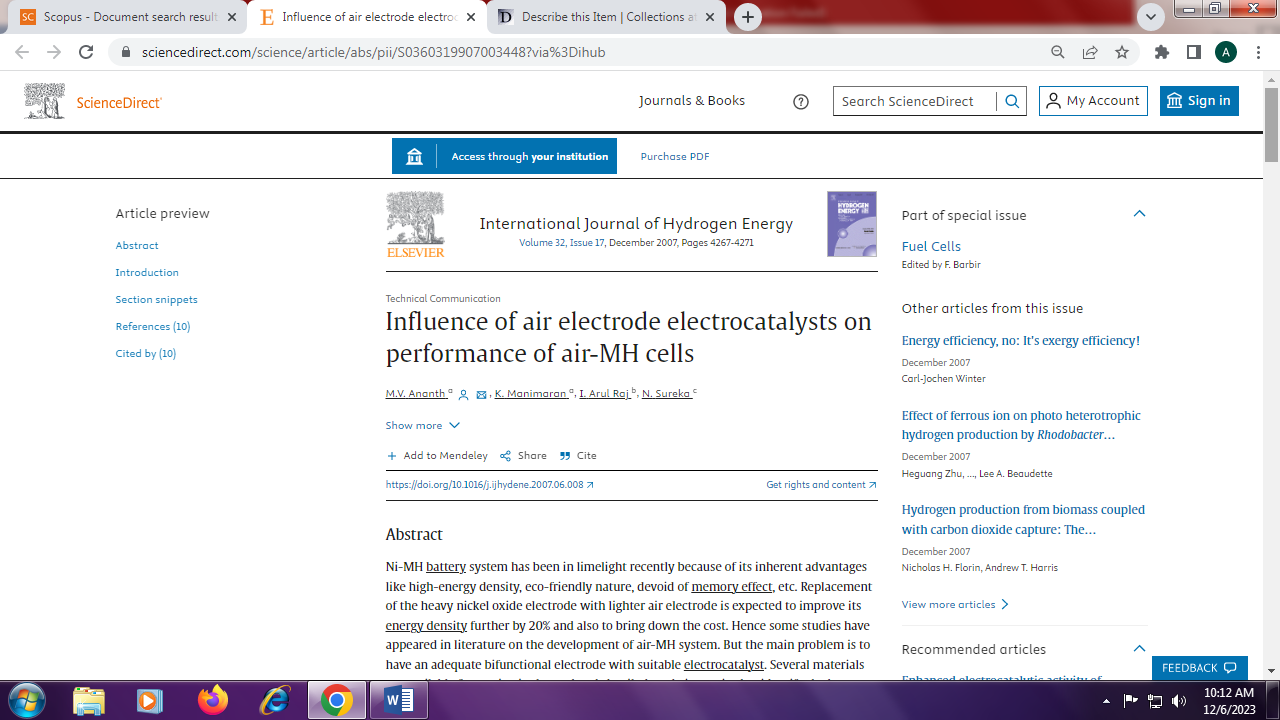 Scopus - Document search result
Influence of air electrode electroc
Describe this Item | Collections at
sciencedirect.com/science/article/abs/pii/S0360319907003448?via%3Dihub
A
ScienceDirect
Journals & Books
Search ScienceDirect
My Account
Sign in
Access through your institution
Purchase PDF
Article preview
Abstract
Introduction
Section snippets
References (10)
Cited by (10)
ELSEVIER
International Journal of Hydrogen Energy
Volume 32, Issue 17, December 2007, Pages 4267-4271
HYDROGEN ENERGY
Technical Communication
Influence of air electrode electrocatalysts on
performance of air-MH cells
M.V. Ananth a, K. Manimaran a, I. Arul Raj b, N. Sureka c
Show more
Add to Mendeley Share Cite
https://doi.org/10.1016/j.ijhydene.2007.06.008 Get rights and content
Abstract
Ni-MH battery system has been in limelight recently because of its inherent advantages
like high-energy density, eco-friendly nature, devoid of memory effect, etc. Replacement
of the heavy nickel oxide electrode with lighter air electrode is expected to improve its
energy density further by 20% and also to bring down the cost. Hence some studies have
appeared in literature on the development of air-MH system. But the main problem is to
have an adequate bifunctional electrode with suitable electrocatalyst. Several materials
Part of special issue
Fuel Cells
Edited by F. Barbir
Other articles from this issue
Energy efficiency, no: It's exergy efficiency!
December 2007
Carl-Jochen Winter
Effect of ferrous ion on photo heterotrophic
hydrogen production by Rhodobacter…
December 2007
Heguang Zhu, …, Lee A. Beaudette
Hydrogen production from biomass coupled
with carbon dioxide capture: The…
December 2007
Nicholas H. Florin, Andrew T. Harris
View more articles
Recommended articles
Enhanced electrocatalytic activity of
FEEDBACK
10:12 AM
12/6/2023